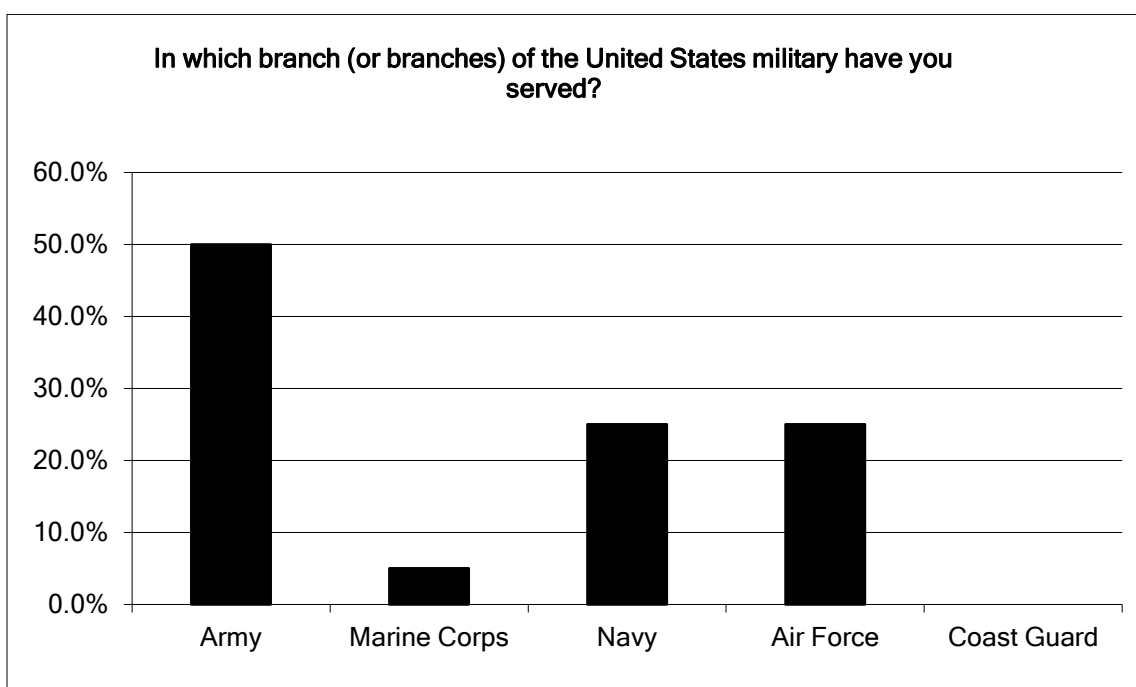 In which branch (or branches) of the United States military have you
served?
60.0%
50.0%
40.0%
30.0%
20.0%
10.0%
0.0%
Army Marine Corps Navy Air Force Coast Guard